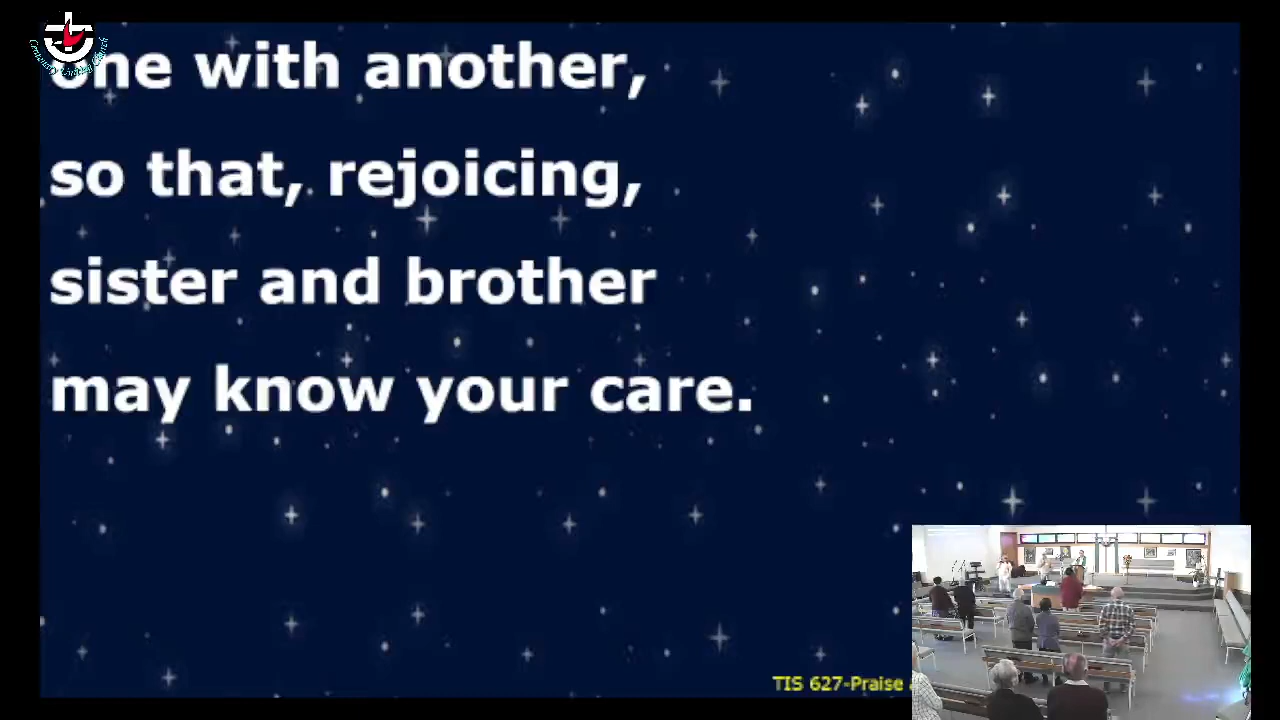 one with another,
so that, rejoicing,
sister and brother
may know your care.
TIS 627-Praise